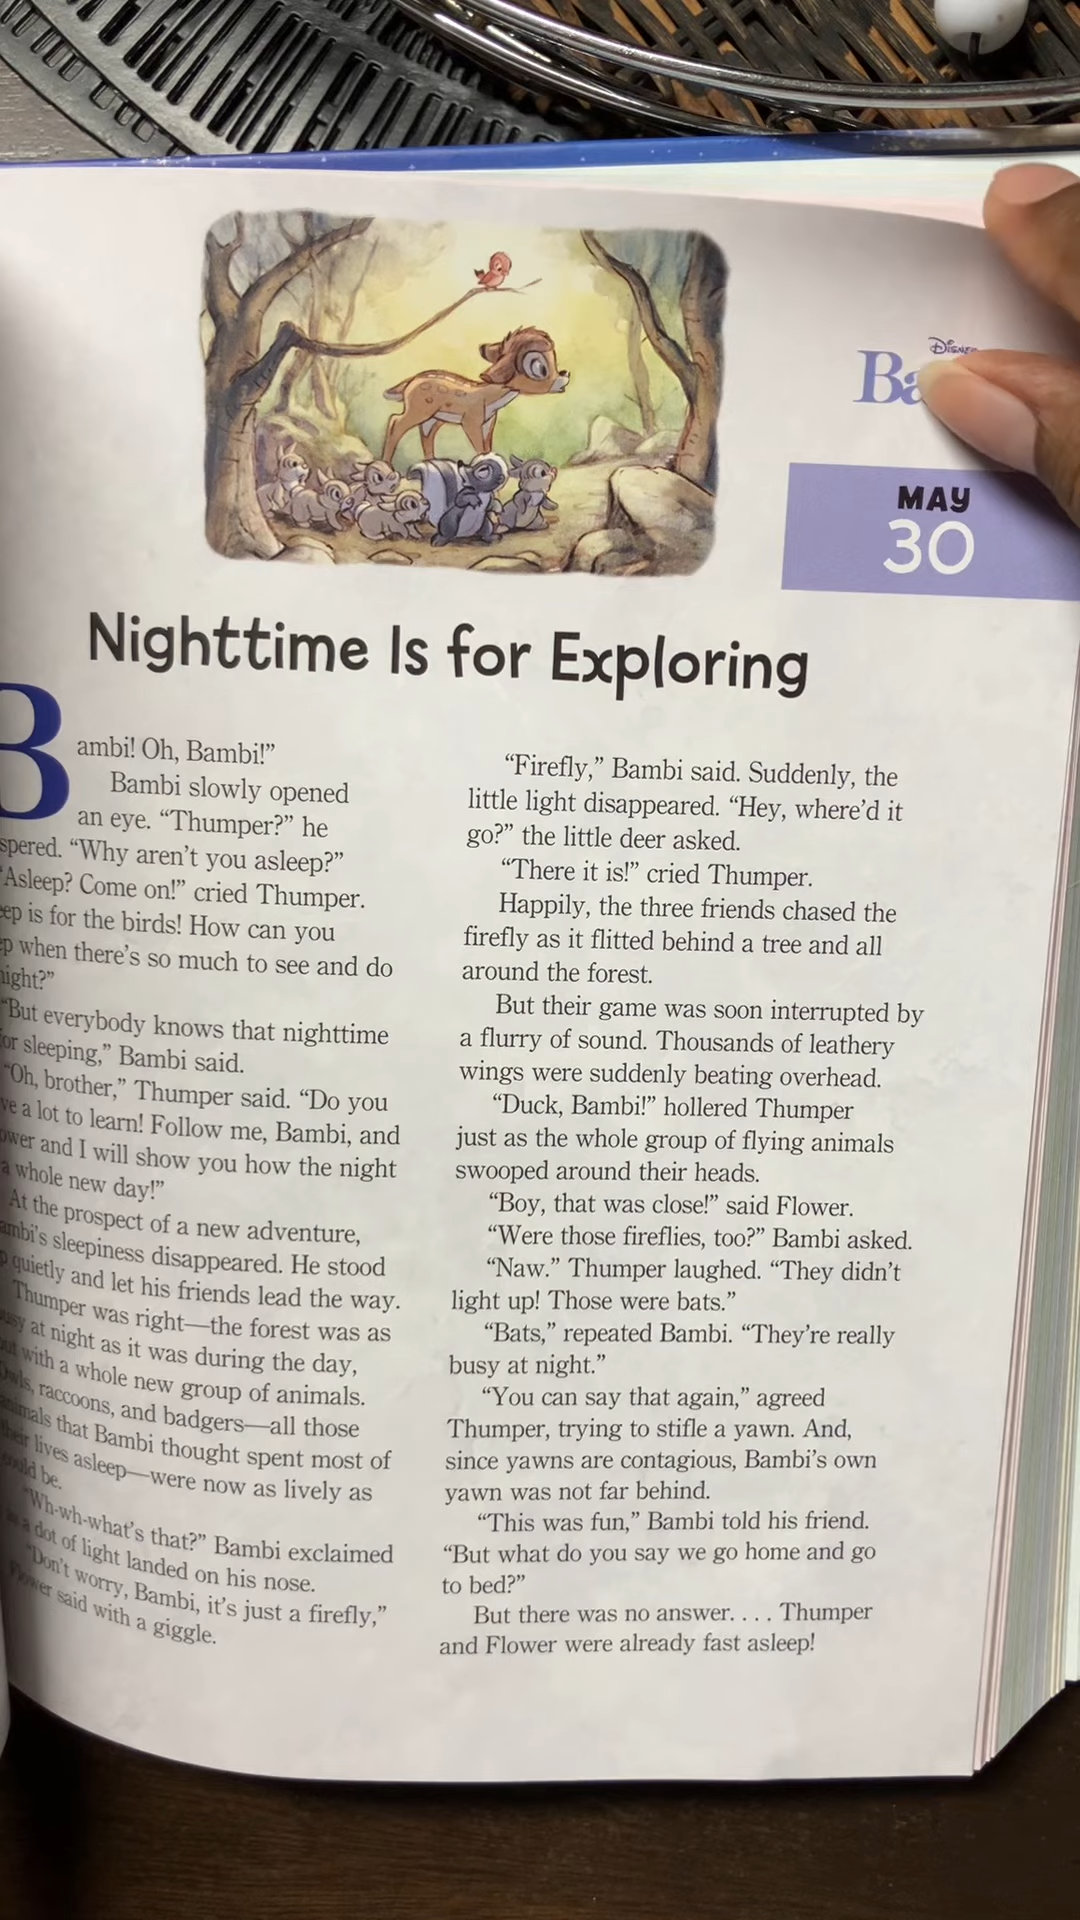 DISNEY
Ba
MAY
30
Nighttime Is for Exploring
Bambi! Oh, Bambi!”
Bambi slowly opened
an eye. “Thumper?” he
spered. “Why aren’t you asleep?”
“Asleep? Come on!” cried Thumper.
eep is for the birds! How can you
p when there’s so much to see and do
night?”
“But everybody knows that nighttime
for sleeping,” Bambi said.
“Oh, brother,” Thumper said. “Do you
ve a lot to learn! Follow me, Bambi, and
ower and I will show you how the night
a whole new day!”
At the prospect of a new adventure,
ambi’s sleepiness disappeared. He stood
p quietly and let his friends lead the way.
Thumper was right—the forest was as
usy at night as it was during the day,
but with a whole new group of animals.
Owls, raccoons, and badgers—all those
animals that Bambi thought spent most of
their lives asleep—were now as lively as
could be.
“Wh-wh-what’s that?” Bambi exclaimed
as a dot of light landed on his nose.
“Don’t worry, Bambi, it’s just a firefly,”
Flower said with a giggle.
“Firefly,” Bambi said. Suddenly, the
little light disappeared. “Hey, where’d it
go?” the little deer asked.
“There it is!” cried Thumper.
Happily, the three friends chased the
firefly as it flitted behind a tree and all
around the forest.
But their game was soon interrupted by
a flurry of sound. Thousands of leathery
wings were suddenly beating overhead.
“Duck, Bambi!” hollered Thumper
just as the whole group of flying animals
swooped around their heads.
“Boy, that was close!” said Flower.
“Were those fireflies, too?” Bambi asked.
“Naw.” Thumper laughed. “They didn’t
light up! Those were bats.”
“Bats,” repeated Bambi. “They’re really
busy at night.”
“You can say that again,” agreed
Thumper, trying to stifle a yawn. And,
since yawns are contagious, Bambi’s own
yawn was not far behind.
“This was fun,” Bambi told his friend.
“But what do you say we go home and go
to bed?”
But there was no answer. . . . Thumper
and Flower were already fast asleep!